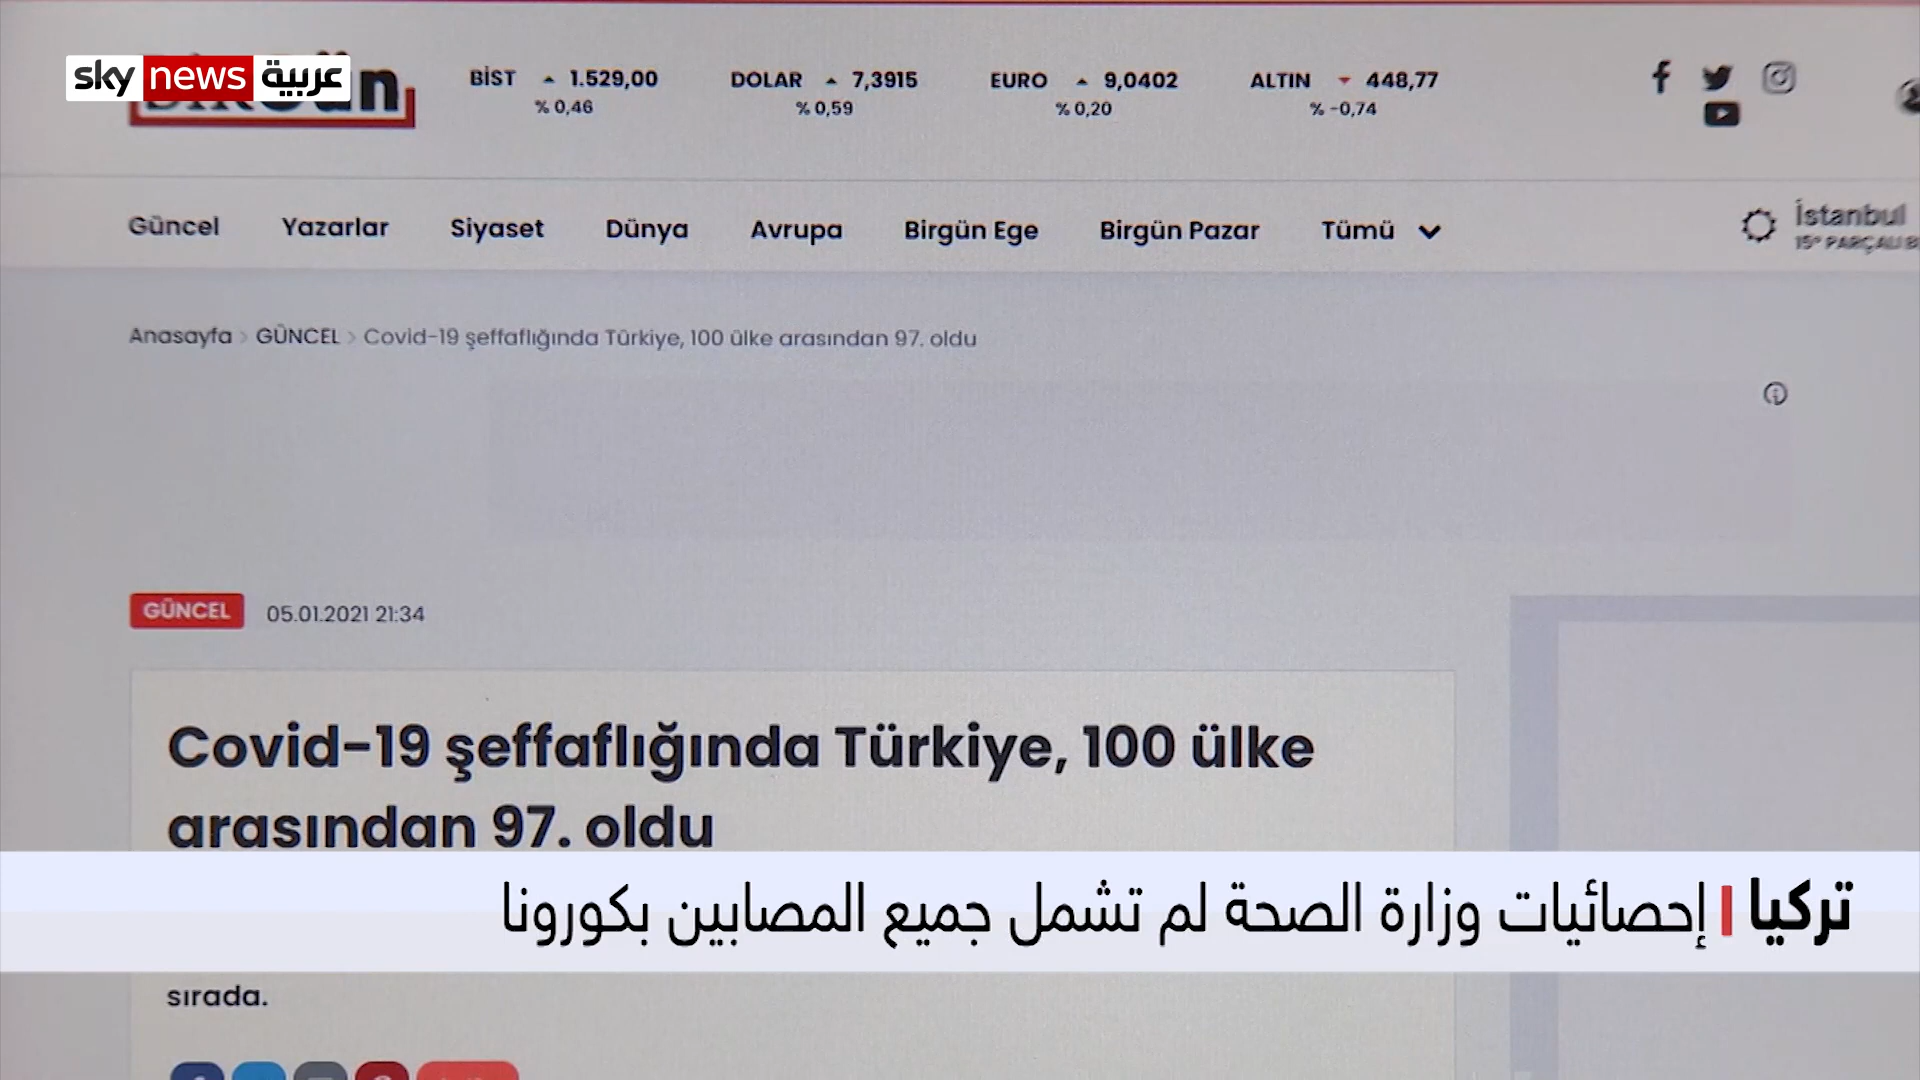 sky news عربية
BİST 1.529,00
% 0,46
DOLAR 7,3915
% 0,59
EURO 9,0402
% 0,20
ALTIN 448,77
% -0,74
Güncel Yazarlar Siyaset Dünya Avrupa Birgün Ege Birgün Pazar Tümü
İstanbul
15° PARÇALI B
Anasayfa > GÜNCEL > Covid-19 şeffaflığında Türkiye, 100 ülke arasından 97. oldu
GÜNCEL 05.01.2021 21:34
Covid-19 şeffaflığında Türkiye, 100 ülke
arasından 97. oldu
تركيا | إحصائيات وزارة الصحة لم تشمل جميع المصابين بكورونا
sırada.